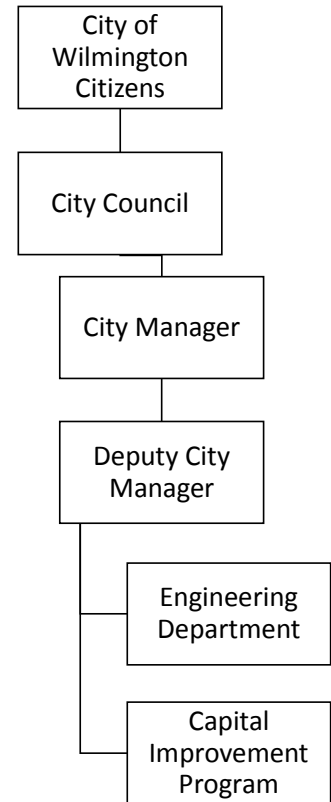 City of
Wilmington
Citizens
City Council
City Manager
Deputy City
Manager
Engineering
Department
Capital
Improvement
Program